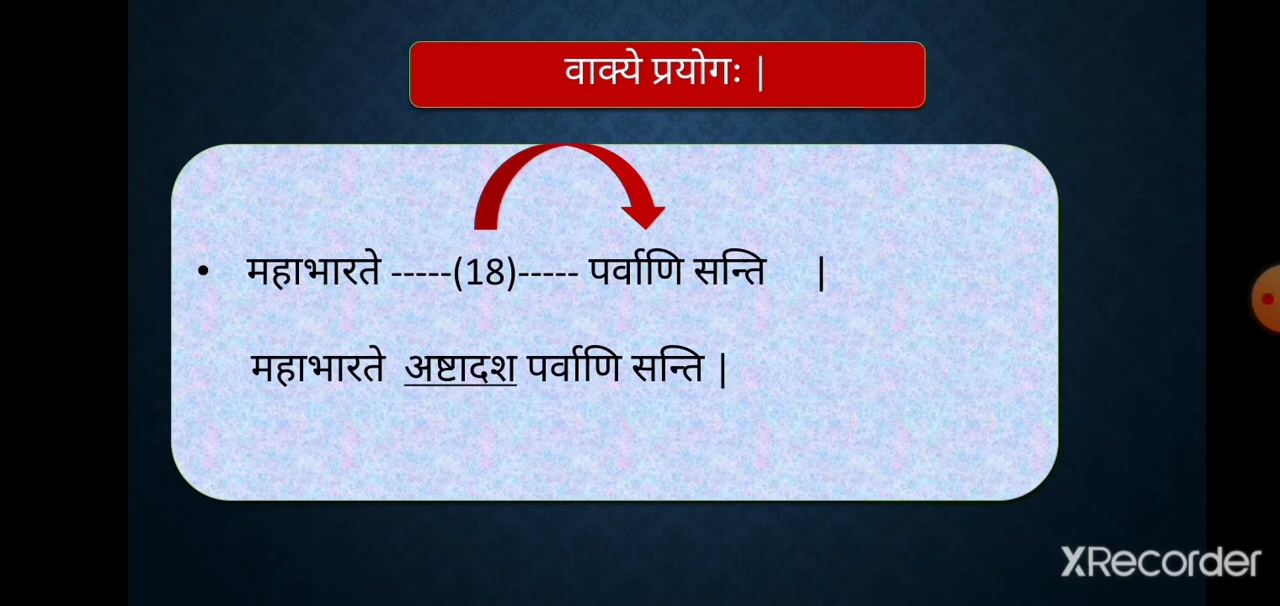 वाक्ये प्रयोगः |
• महाभारते -----(18)----- पर्वाणि सन्ति |
महाभारते अष्टादश पर्वाणि सन्ति |
XRecorder